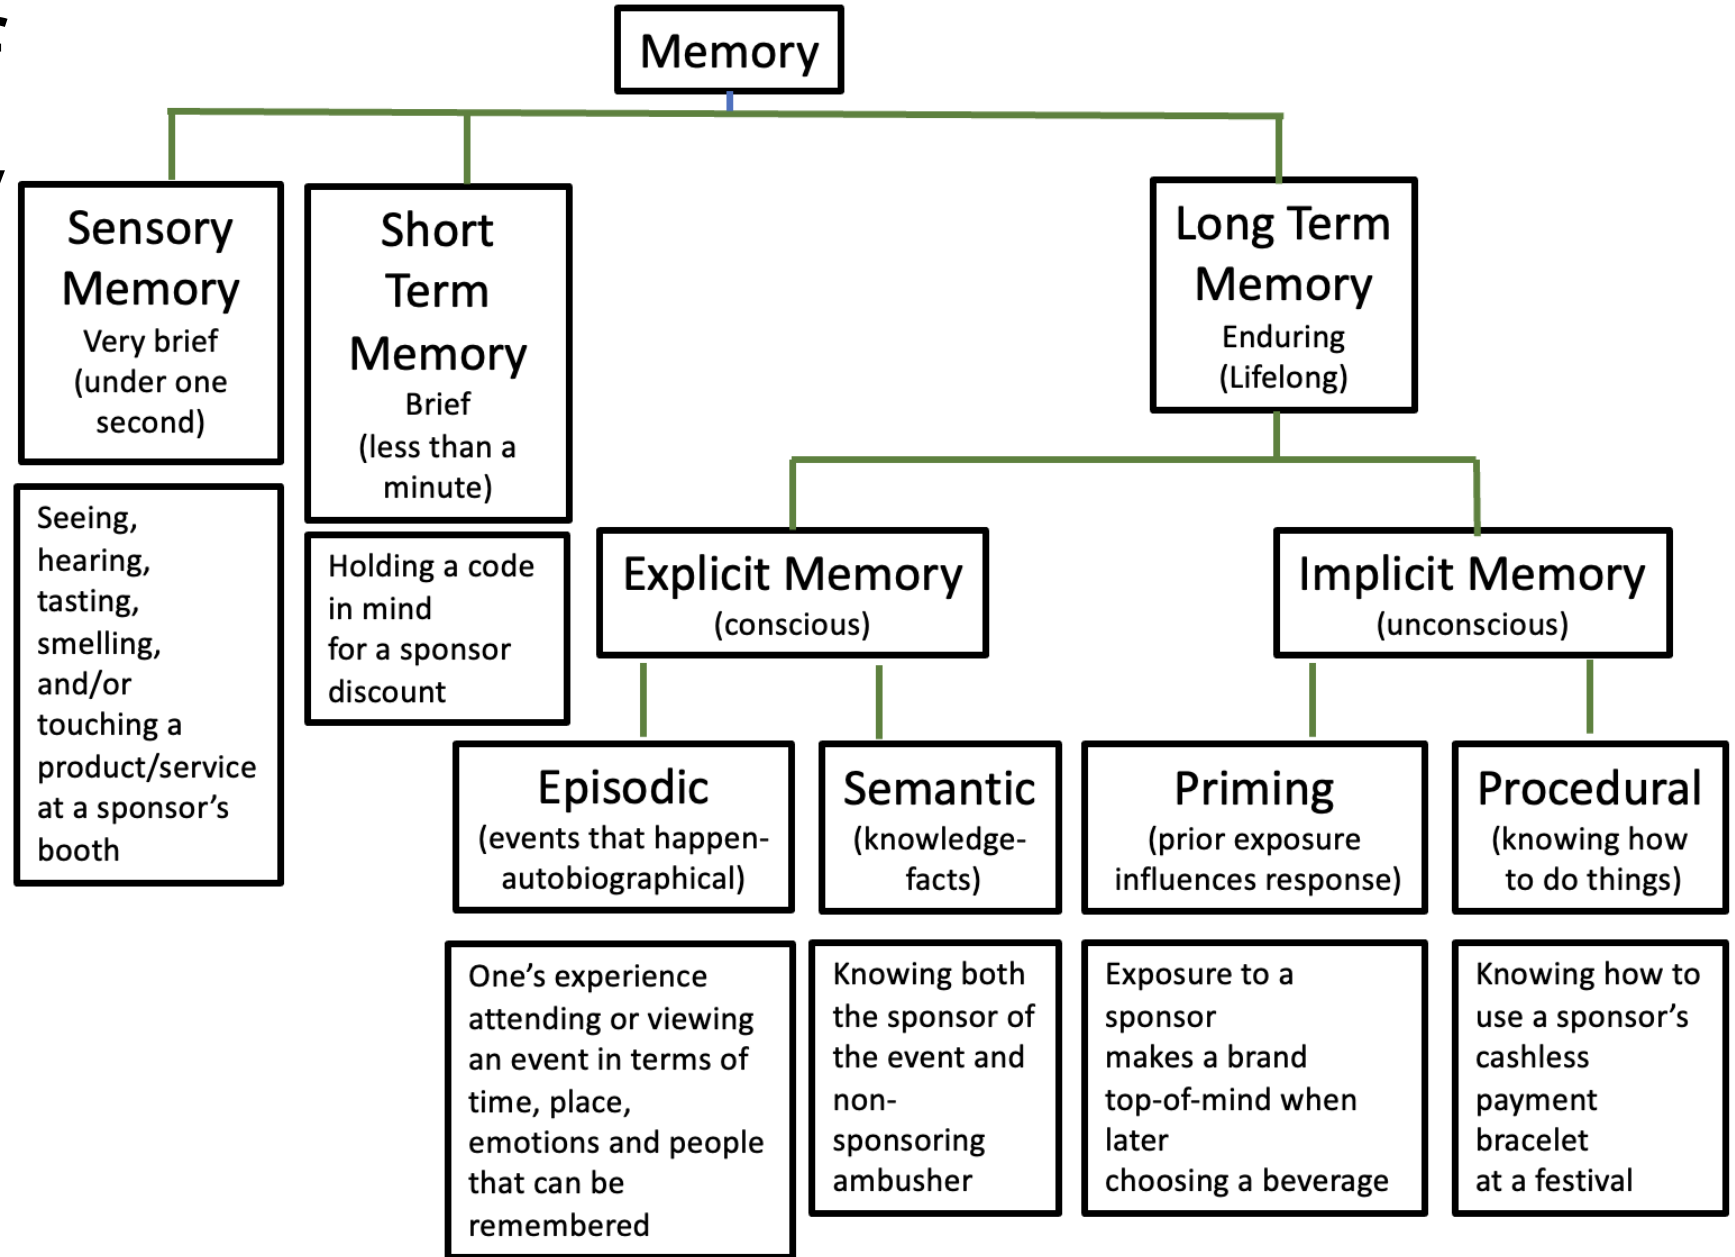 Memory
Sensory
Memory
Very brief
(under one
second)
Seeing,
hearing,
tasting,
smelling,
and/or
touching a
product/service
at a sponsor’s
booth
Short
Term
Memory
Brief
(less than a
minute)
Holding a code
in mind
for a sponsor
discount
Long Term
Memory
Enduring
(Lifelong)
Explicit Memory
(conscious)
Implicit Memory
(unconscious)
Episodic
(events that happen-
autobiographical)
One’s experience
attending or viewing
an event in terms of
time, place,
emotions and people
that can be
remembered
Semantic
(knowledge-
facts)
Knowing both
the sponsor of
the event and
non-
sponsoring
ambusher
Priming
(prior exposure
influences response)
Exposure to a
sponsor
makes a brand
top-of-mind when
later
choosing a beverage
Procedural
(knowing how
to do things)
Knowing how to
use a sponsor’s
cashless
payment
bracelet
at a festival